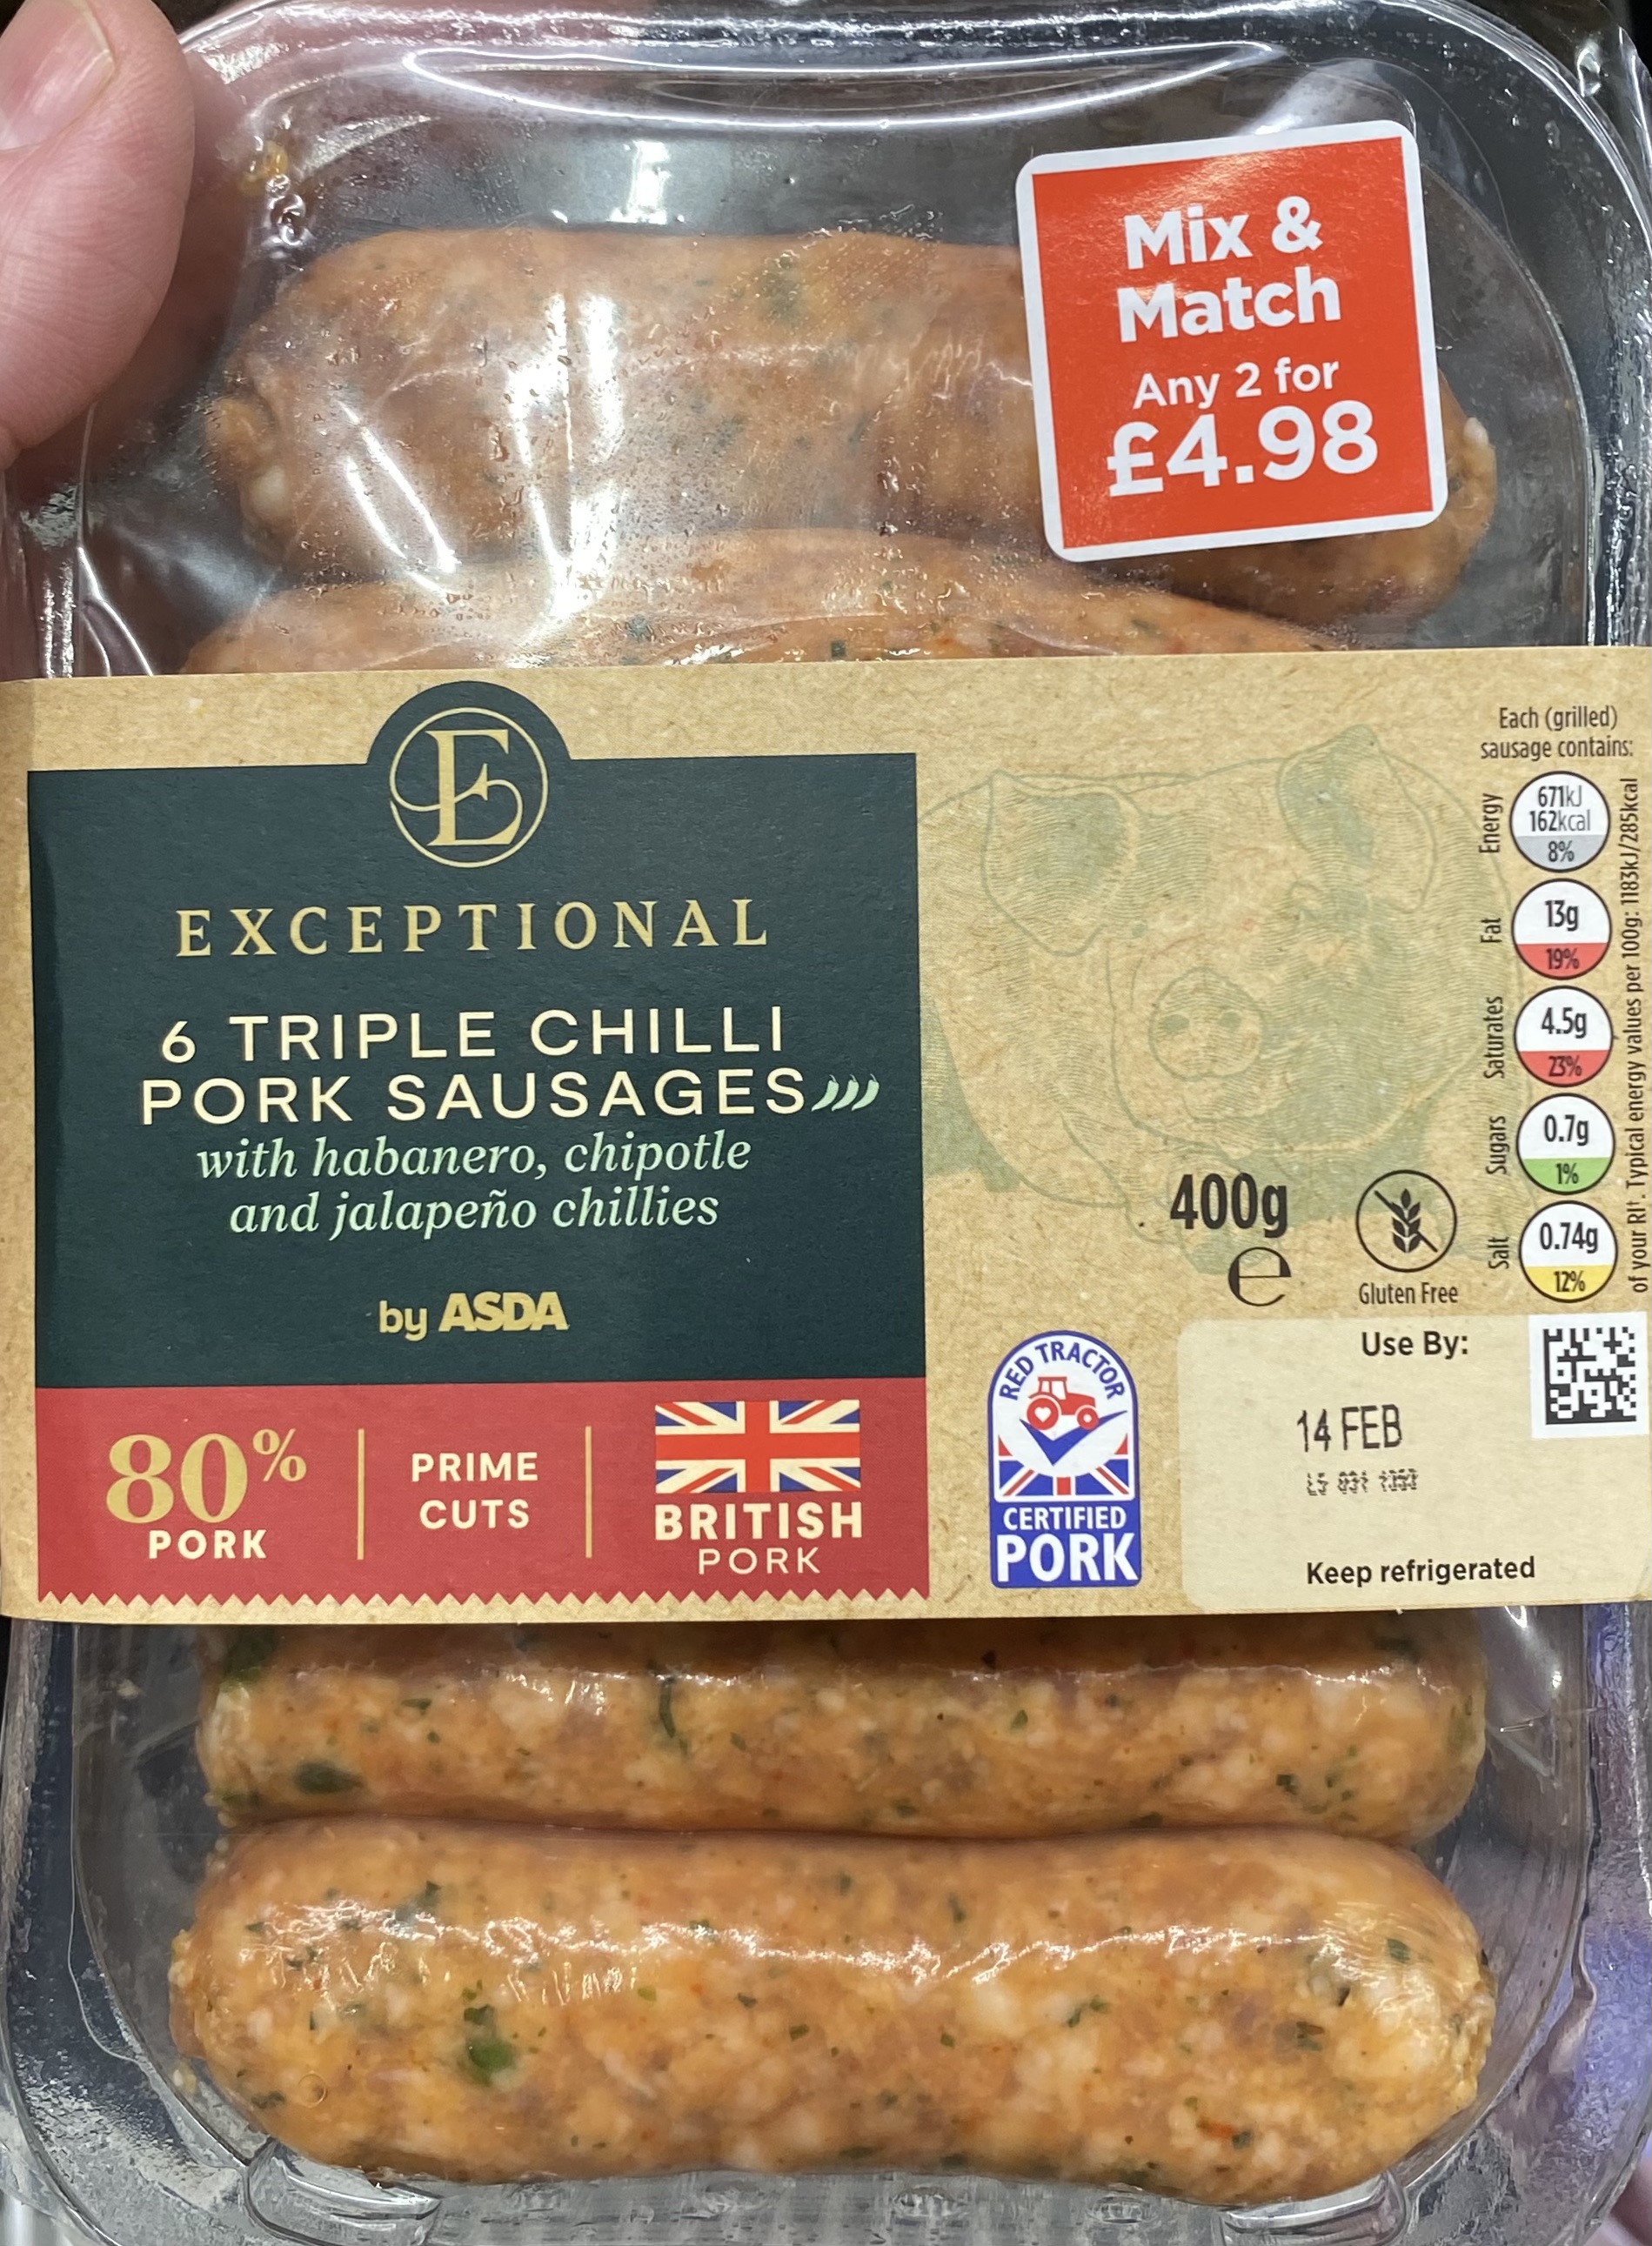 Mix &
Match
Any 2 for
£4.98
E
EXCEPTIONAL
6 TRIPLE CHILLI
PORK SAUSAGES
with habanero, chipotle
and jalapeño chillies
by ASDA
80%
PORK
PRIME
CUTS
BRITISH
PORK
Each (grilled)
sausage contains:
Energy
671kJ
162kcal
8%
Fat
13g
19%
Saturates
4.5g
23%
Sugars
0.7g
1%
Salt
0.74g
12%
of your RI*. Typical energy values per 100g: 1183kJ/285kcal
400g
e
Gluten Free
RED TRACTOR
CERTIFIED
PORK
Use By:
14 FEB
Keep refrigerated